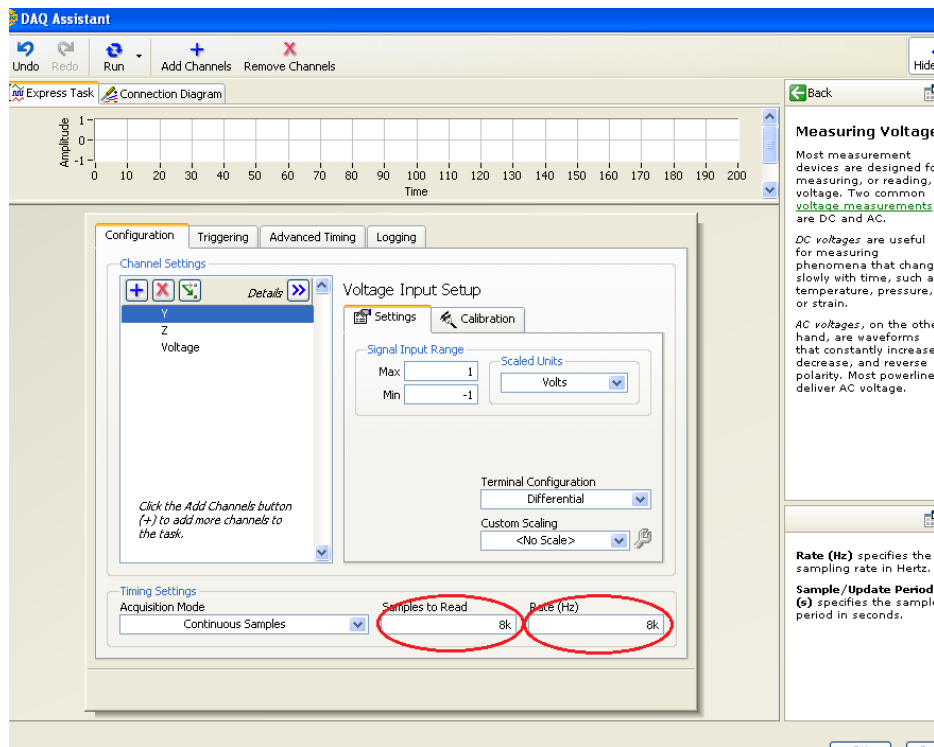 DAQ Assistant
Undo Redo Run Add Channels Remove Channels Hide
Express Task Connection Diagram
Back
Amplitude
1
0
-1
0 10 20 30 40 50 60 70 80 90 100 110 120 130 140 150 160 170 180 190 200
Time
Configuration Triggering Advanced Timing Logging
Channel Settings
Details
Y
Z
Voltage
Click the Add Channels button
(+) to add more channels to
the task.
Voltage Input Setup
Settings Calibration
Signal Input Range
Max 1
Min -1
Scaled Units
Volts
Terminal Configuration
Differential
Custom Scaling
<No Scale>
Timing Settings
Acquisition Mode Samples to Read Rate (Hz)
Continuous Samples 8k 8k
Measuring Voltage
Most measurement
devices are designed fo
measuring, or reading,
voltage. Two common
voltage measurements
are DC and AC.
DC voltages are useful
for measuring
phenomena that chang
slowly with time, such a
temperature, pressure,
or strain.
AC voltages, on the othe
hand, are waveforms
that constantly increase
decrease, and reverse
polarity. Most powerline
deliver AC voltage.
Rate (Hz) specifies the
sampling rate in Hertz.
Sample/Update Period
(s) specifies the sample
period in seconds.